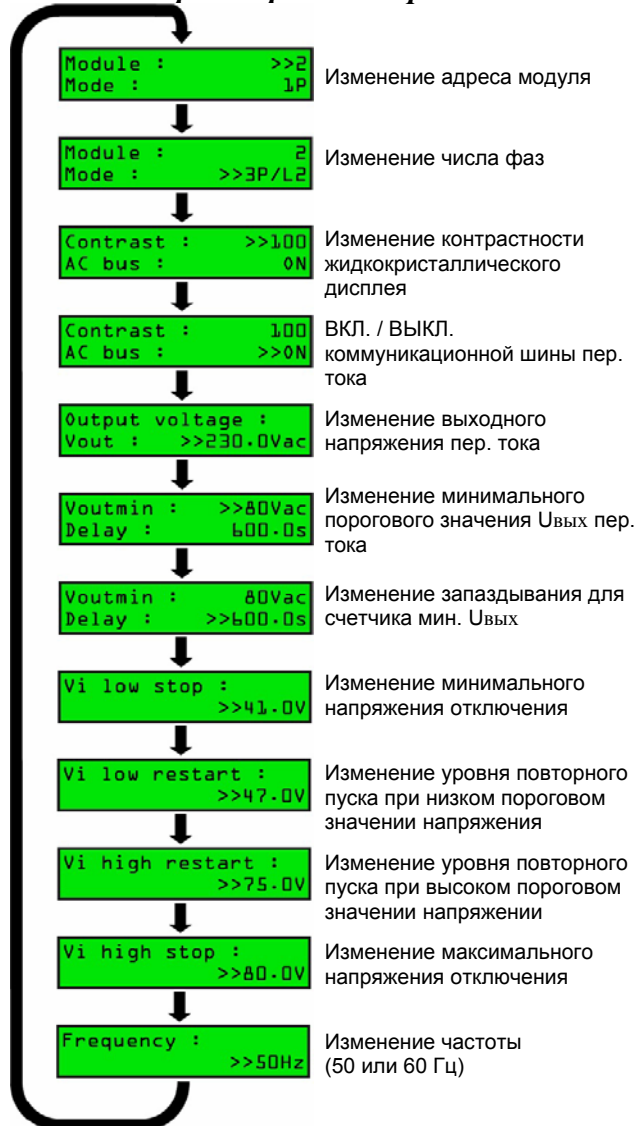 Module : >>2
Mode : 1P
Изменение адреса модуля
Module : 2
Mode : >>3P/L2
Изменение числа фаз
Contrast : >>100
AC bus : ON
Изменение контрастности
жидкокристаллического
дисплея
Contrast : 100
AC bus : >>ON
ВКЛ. / ВЫКЛ.
коммуникационной шины пер.
тока
Output voltage :
Vout : >>230.0Vac
Изменение выходного
напряжения пер. тока
Voutmin : >>80Vac
Delay : 600.0s
Изменение минимального
порогового значения Uвых пер.
тока
Voutmin : 80Vac
Delay : >>600.0s
Изменение запаздывания для
счетчика мин. Uвых
Vi low stop :
>>41.0V
Изменение минимального
напряжения отключения
Vi low restart :
>>47.0V
Изменение уровня повторного
пуска при низком пороговом
значении напряжения
Vi high restart :
>>75.0V
Изменение уровня повторного
пуска при высоком пороговом
значении напряжении
Vi high stop :
>>80.0V
Изменение максимального
напряжения отключения
Frequency :
>>50Hz
Изменение частоты
(50 или 60 Гц)